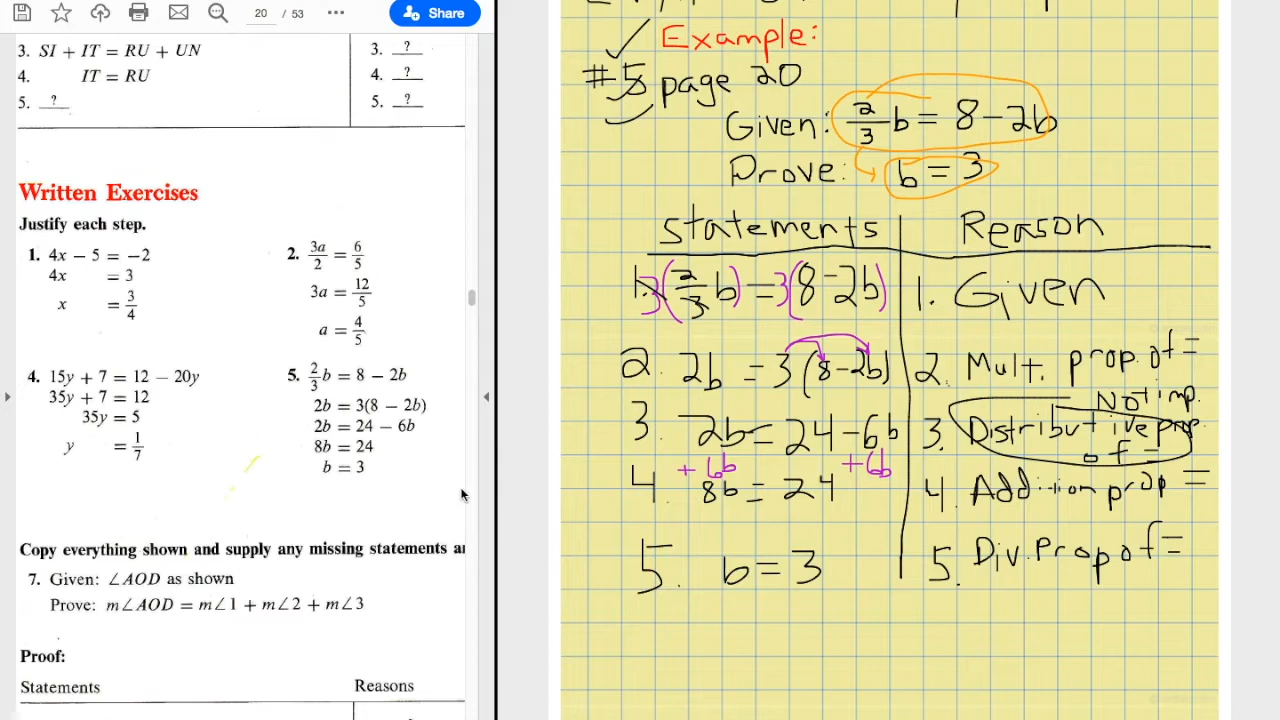 20 / 53
Share
3. SI + IT = RU + UN
3. ?
4. IT = RU
4. ?
5. ?
5. ?
Written Exercises
Justify each step.
1. 4x − 5 = −2
4x = 3
x = 3/4
2. 3a/2 = 6/5
3a = 12/5
a = 4/5
4. 15y + 7 = 12 − 20y
35y + 7 = 12
35y = 5
y = 1/7
5. 2/3 b = 8 − 2b
2b = 3(8 − 2b)
2b = 24 − 6b
8b = 24
b = 3
Copy everything shown and supply any missing statements
7. Given: ∠AOD as shown
Prove: m∠AOD = m∠1 + m∠2 + m∠3
Proof:
Statements
Reasons
Example:
#5 page 20
Given: 2/3 b = 8 − 2b
Prove: b = 3
Statements Reason
1. 3(2/3 b) = 3(8 − 2b) 1. Given
2. 2b = 3(8 − 2b) 2. Mult. prop. of =
Not imp.
3. 2b = 24 − 6b 3. Distributive prop.
of =
+ 6b + 6b
4. 8b = 24 4. Addition prop =
5. b = 3 5. Div. Prop of =